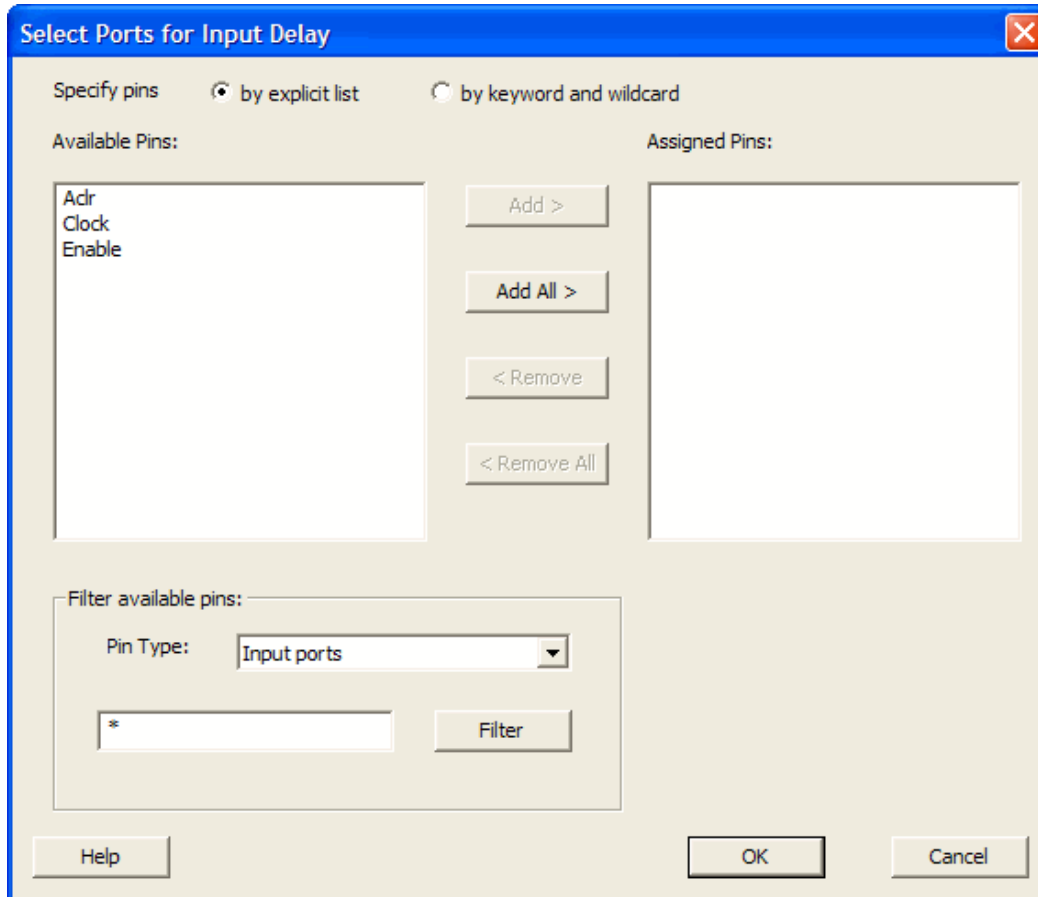 Select Ports for Input Delay
Specify pins by explicit list by keyword and wildcard
Available Pins: Assigned Pins:
Aclr
Clock
Enable
Add >
Add All >
< Remove
< Remove All
Filter available pins:
Pin Type: Input ports
* Filter
Help OK Cancel